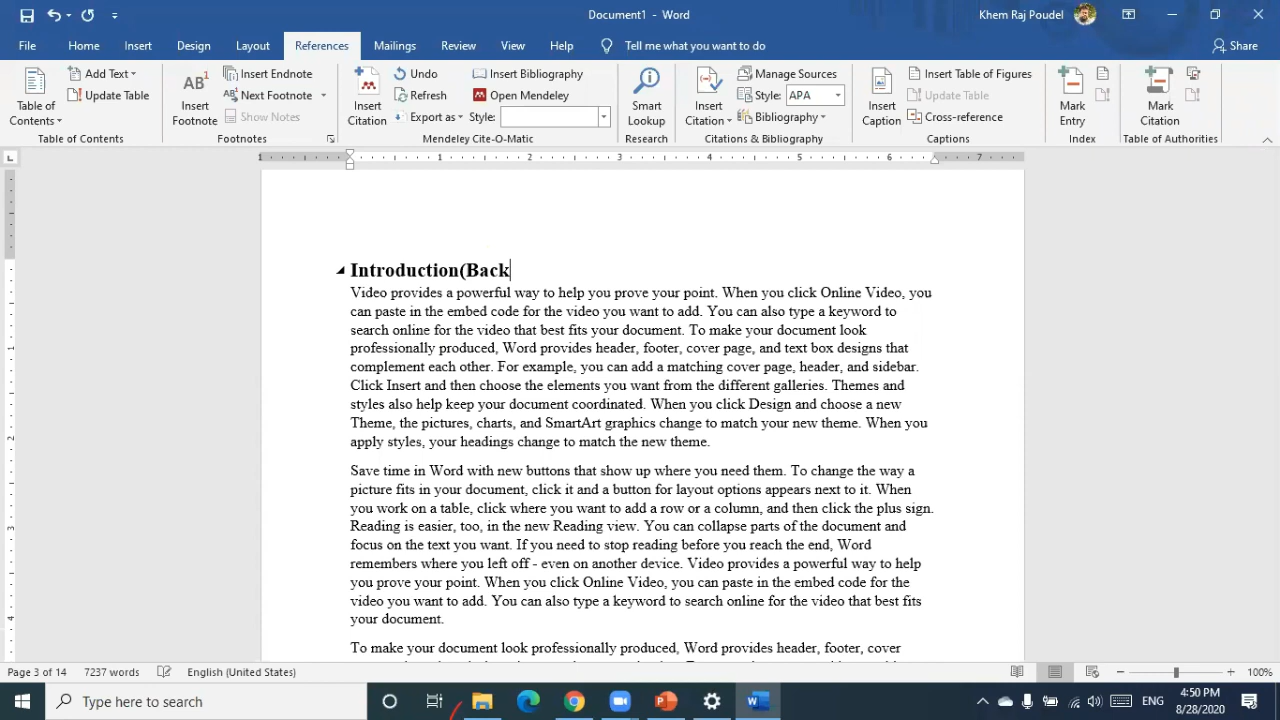 Document1 - Word
Khem Raj Poudel
File Home Insert Design Layout References Mailings Review View Help Tell me what you want to do Share
Table of Contents
Add Text
Update Table
Table of Contents
AB1
Insert Footnote
Insert Endnote
Next Footnote
Show Notes
Footnotes
Insert Citation
Undo
Refresh
Export as
Insert Bibliography
Open Mendeley
Style:
Mendeley Cite-O-Matic
Smart Lookup
Research
Insert Citation
Manage Sources
Style: APA
Bibliography
Citations & Bibliography
Insert Caption
Insert Table of Figures
Update Table
Cross-reference
Captions
Mark Entry
Index
Mark Citation
Table of Authorities
1 1 2 3 4 5 6 7
Introduction(Back
Video provides a powerful way to help you prove your point. When you click Online Video, you
can paste in the embed code for the video you want to add. You can also type a keyword to
search online for the video that best fits your document. To make your document look
professionally produced, Word provides header, footer, cover page, and text box designs that
complement each other. For example, you can add a matching cover page, header, and sidebar.
Click Insert and then choose the elements you want from the different galleries. Themes and
styles also help keep your document coordinated. When you click Design and choose a new
Theme, the pictures, charts, and SmartArt graphics change to match your new theme. When you
apply styles, your headings change to match the new theme.
Save time in Word with new buttons that show up where you need them. To change the way a
picture fits in your document, click it and a button for layout options appears next to it. When
you work on a table, click where you want to add a row or a column, and then click the plus sign.
Reading is easier, too, in the new Reading view. You can collapse parts of the document and
focus on the text you want. If you need to stop reading before you reach the end, Word
remembers where you left off - even on another device. Video provides a powerful way to help
you prove your point. When you click Online Video, you can paste in the embed code for the
video you want to add. You can also type a keyword to search online for the video that best fits
your document.
To make your document look professionally produced, Word provides header, footer, cover
1
2
3
4
Page 3 of 14 7237 words English (United States) 100%
Type here to search
ENG
4:50 PM
8/28/2020